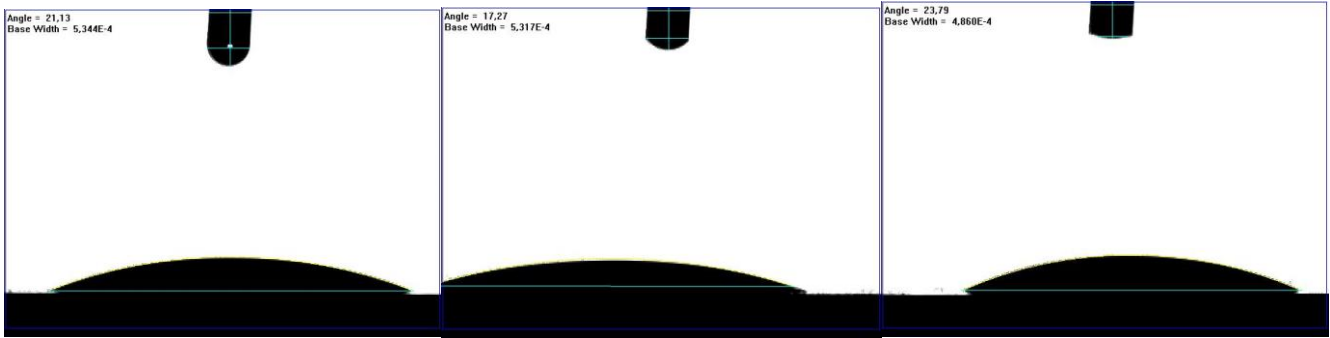 Angle = 21,13
Base Width = 5,344E-4
Angle = 17,27
Base Width = 5,317E-4
Angle = 23,79
Base Width = 4,860E-4